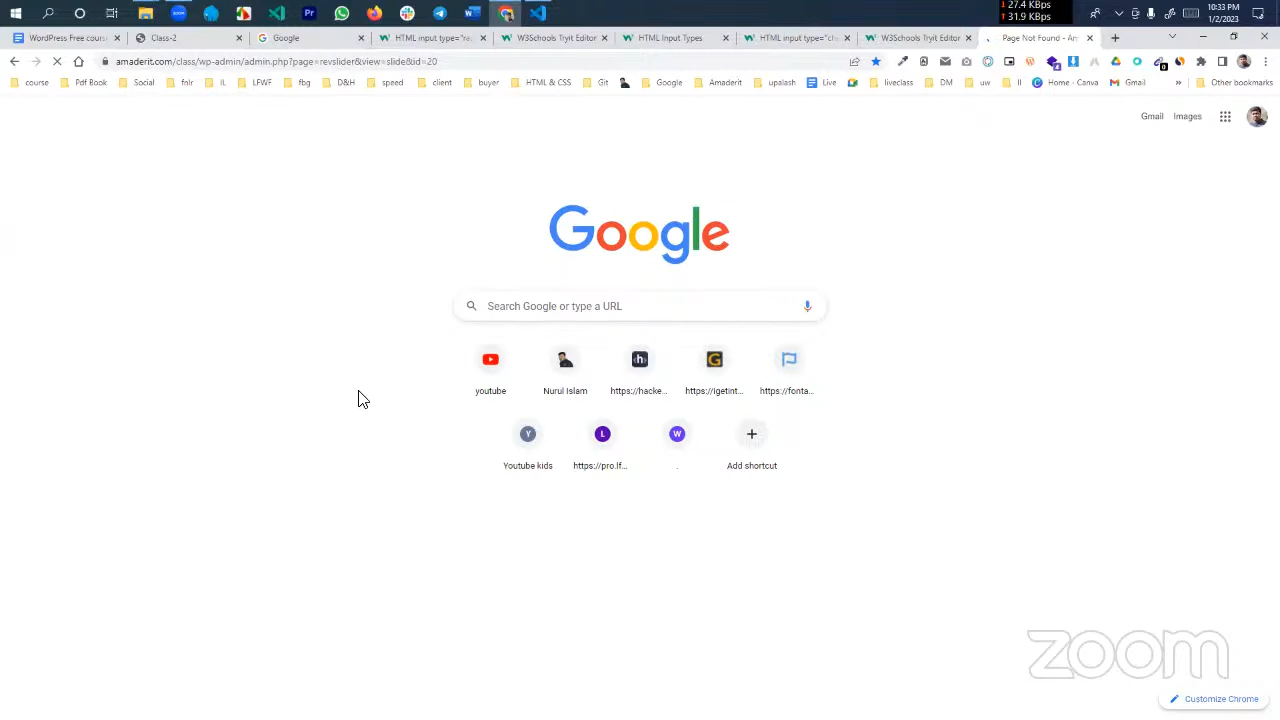 27.4 KBps
31.9 KBps
10:33 PM
1/2/2023
WordPress Free cours
Class-2
Google
HTML input type="ra
W3Schools Tryit Editor
HTML Input Types
HTML input type="che
W3Schools Tryit Editor
Page Not Found - Am
amaderit.com/class/wp-admin/admin.php?page=revslider&view=slide&id=20
course
Pdf Book
Social
fnlr
IL
LFWF
fbg
D&H
speed
client
buyer
HTML & CSS
Git
Google
Amaderit
upalash
Live
liveclass
DM
uw
II
Home - Canva
Gmail
»
Other bookmarks
Gmail
Images
Google
Search Google or type a URL
youtube
Nurul Islam
https://hacke...
https://igetint...
https://fonta...
Y
L
W
Youtube kids
https://pro.lf...
.
Add shortcut
zoom
Customize Chrome